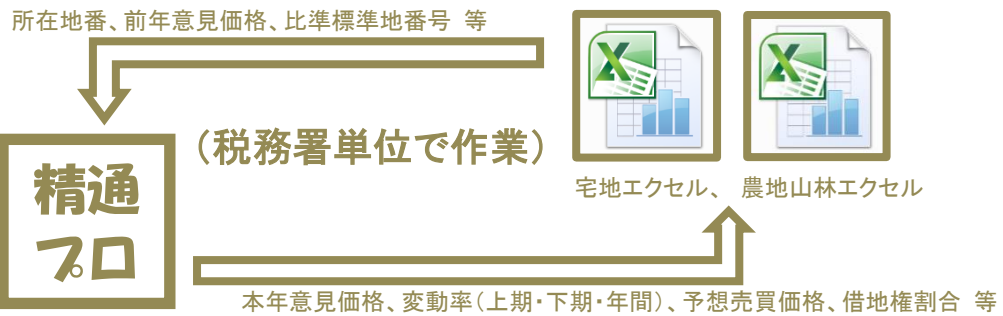 所在地番、前年意見価格、比準標準地番号 等
（税務署単位で作業）
精通
プロ
宅地エクセル、 農地山林エクセル
本年意見価格、変動率（上期・下期・年間）、予想売買価格、借地権割合 等